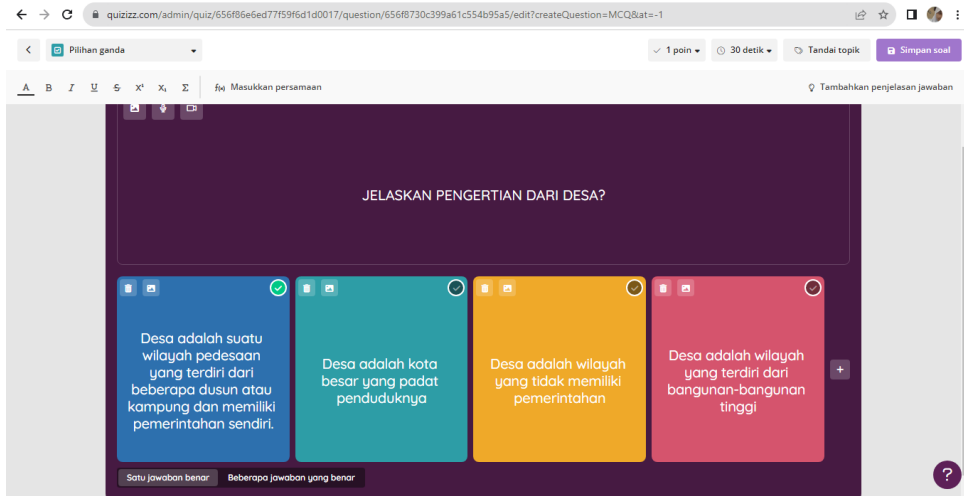 quizizz.com/admin/quiz/656f86e6ed77f59f6d1d0017/question/656f8730c399a61c554b95a5/edit?createQuestion=MCQ&at=-1
Pilihan ganda
1 poin
30 detik
Tandai topik
Simpan soal
A B I U S X² X₁ Σ f(x) Masukkan persamaan
Tambahkan penjelasan jawaban
JELASKAN PENGERTIAN DARI DESA?
Desa adalah suatu
wilayah pedesaan
yang terdiri dari
beberapa dusun atau
kampung dan memiliki
pemerintahan sendiri.
Desa adalah kota
besar yang padat
penduduknya
Desa adalah wilayah
yang tidak memiliki
pemerintahan
Desa adalah wilayah
yang terdiri dari
bangunan-bangunan
tinggi
+
Satu jawaban benar
Beberapa jawaban yang benar
?